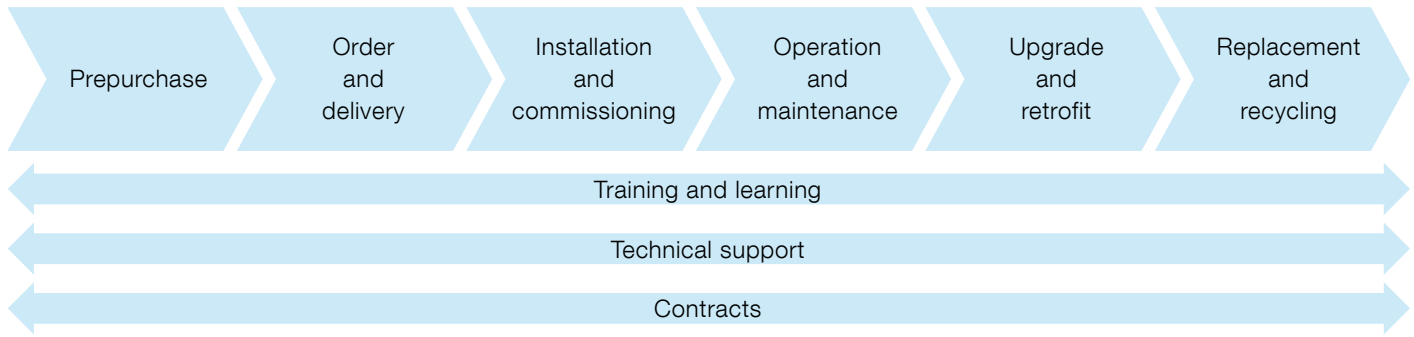 Prepurchase
Order
and
delivery
Installation
and
commissioning
Operation
and
maintenance
Upgrade
and
retrofit
Replacement
and
recycling
Training and learning
Technical support
Contracts